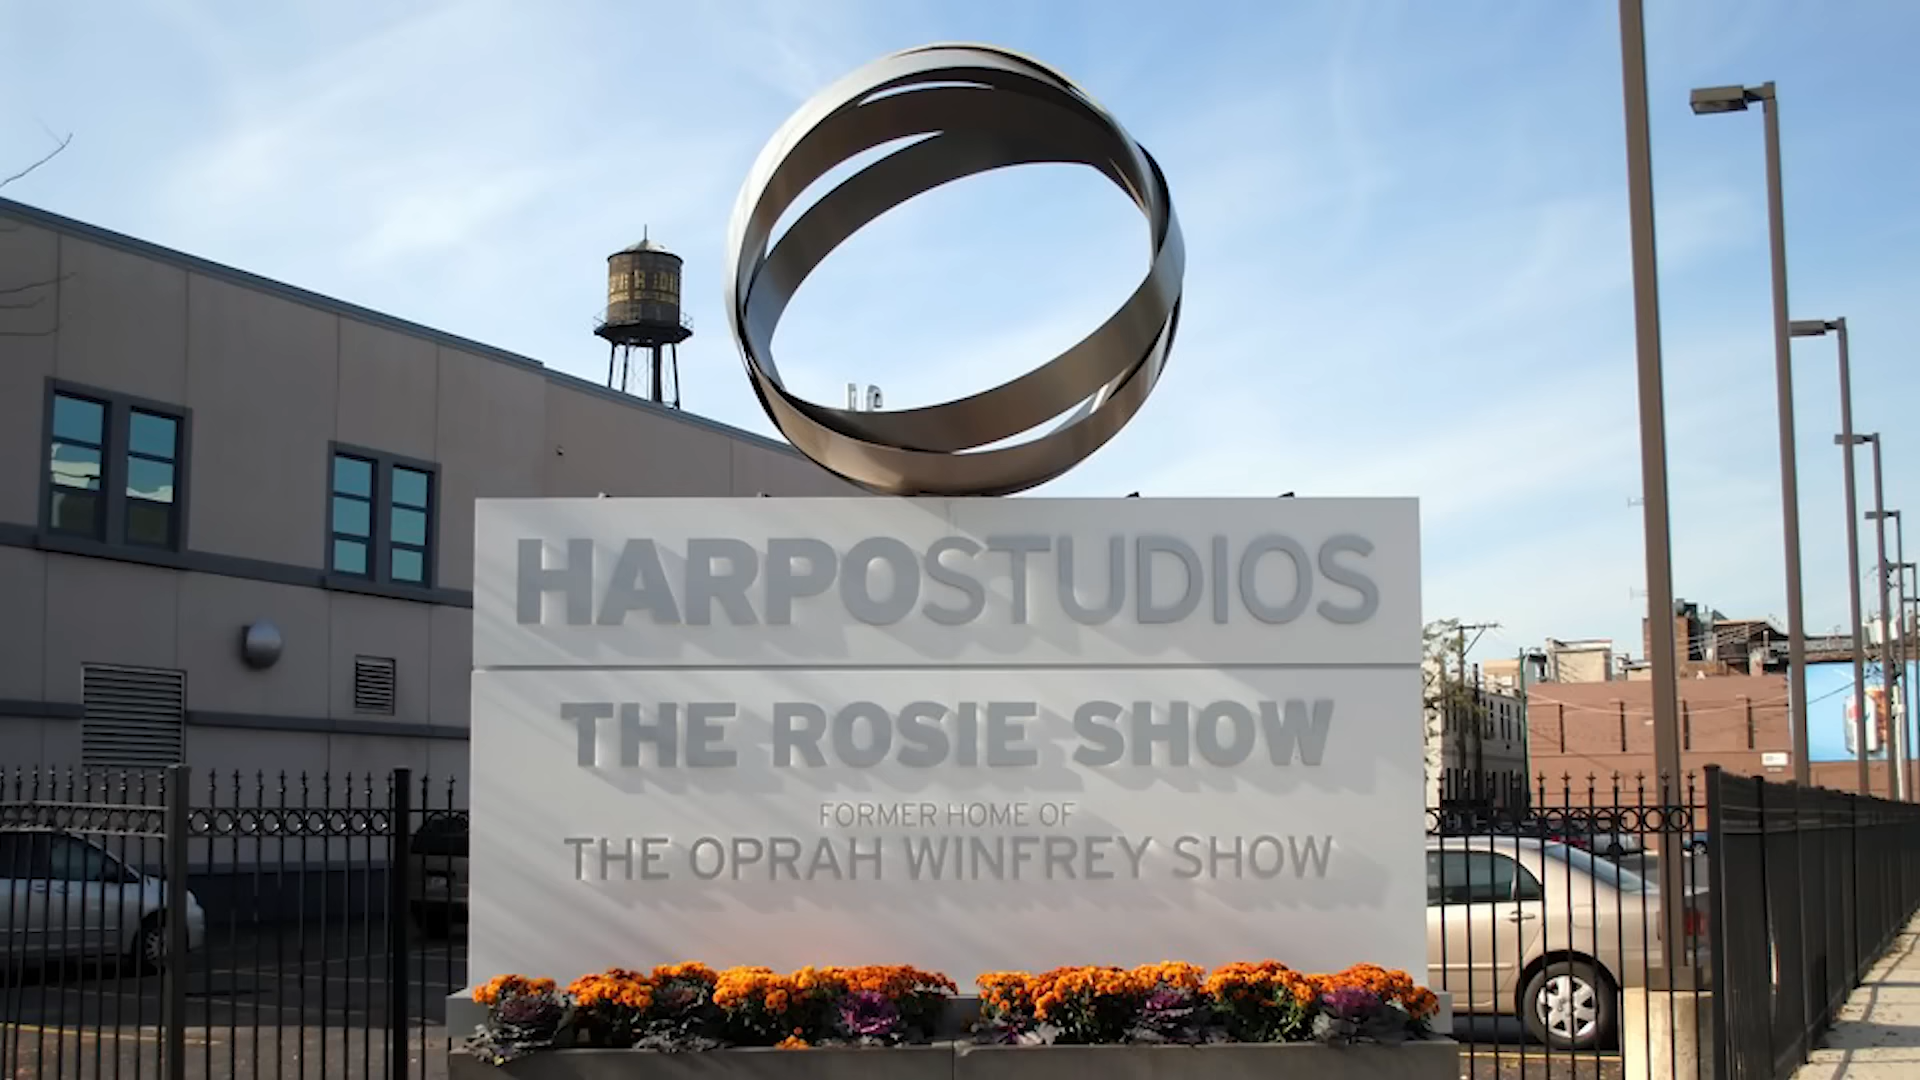 HARPOSTUDIOS
THE ROSIE SHOW
FORMER HOME OF
THE OPRAH WINFREY SHOW